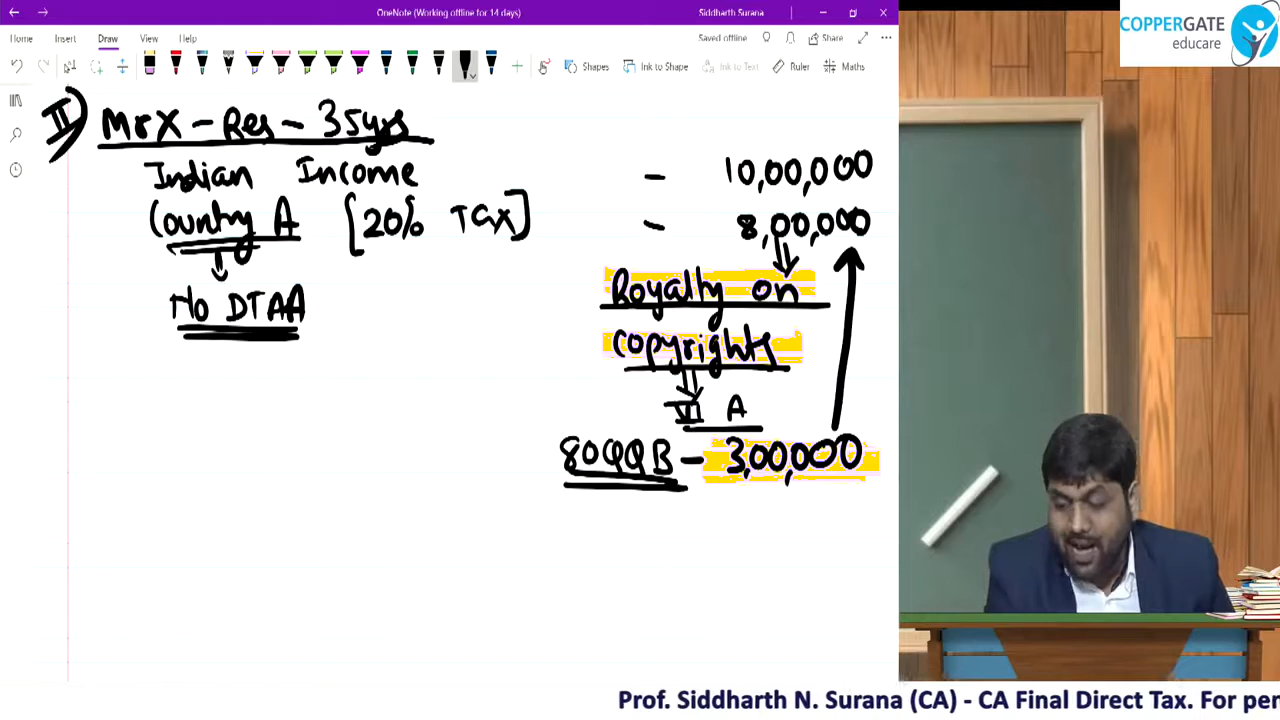 OneNote (Working offline for 14 days)
Siddharth Surana
Home Insert Draw View Help
Saved offline
Share
Shapes Ink to Shape Ink to Text Ruler Maths
COPPERGATE
educare
II) Mr X - Res - 35yrs
Indian Income - 10,00,000
Country A [20% Tax] - 8,00,000
No DTAA
Royalty on
copyrights
VI A
80QQB - 3,00,000
Prof. Siddharth N. Surana (CA) - CA Final Direct Tax. For per